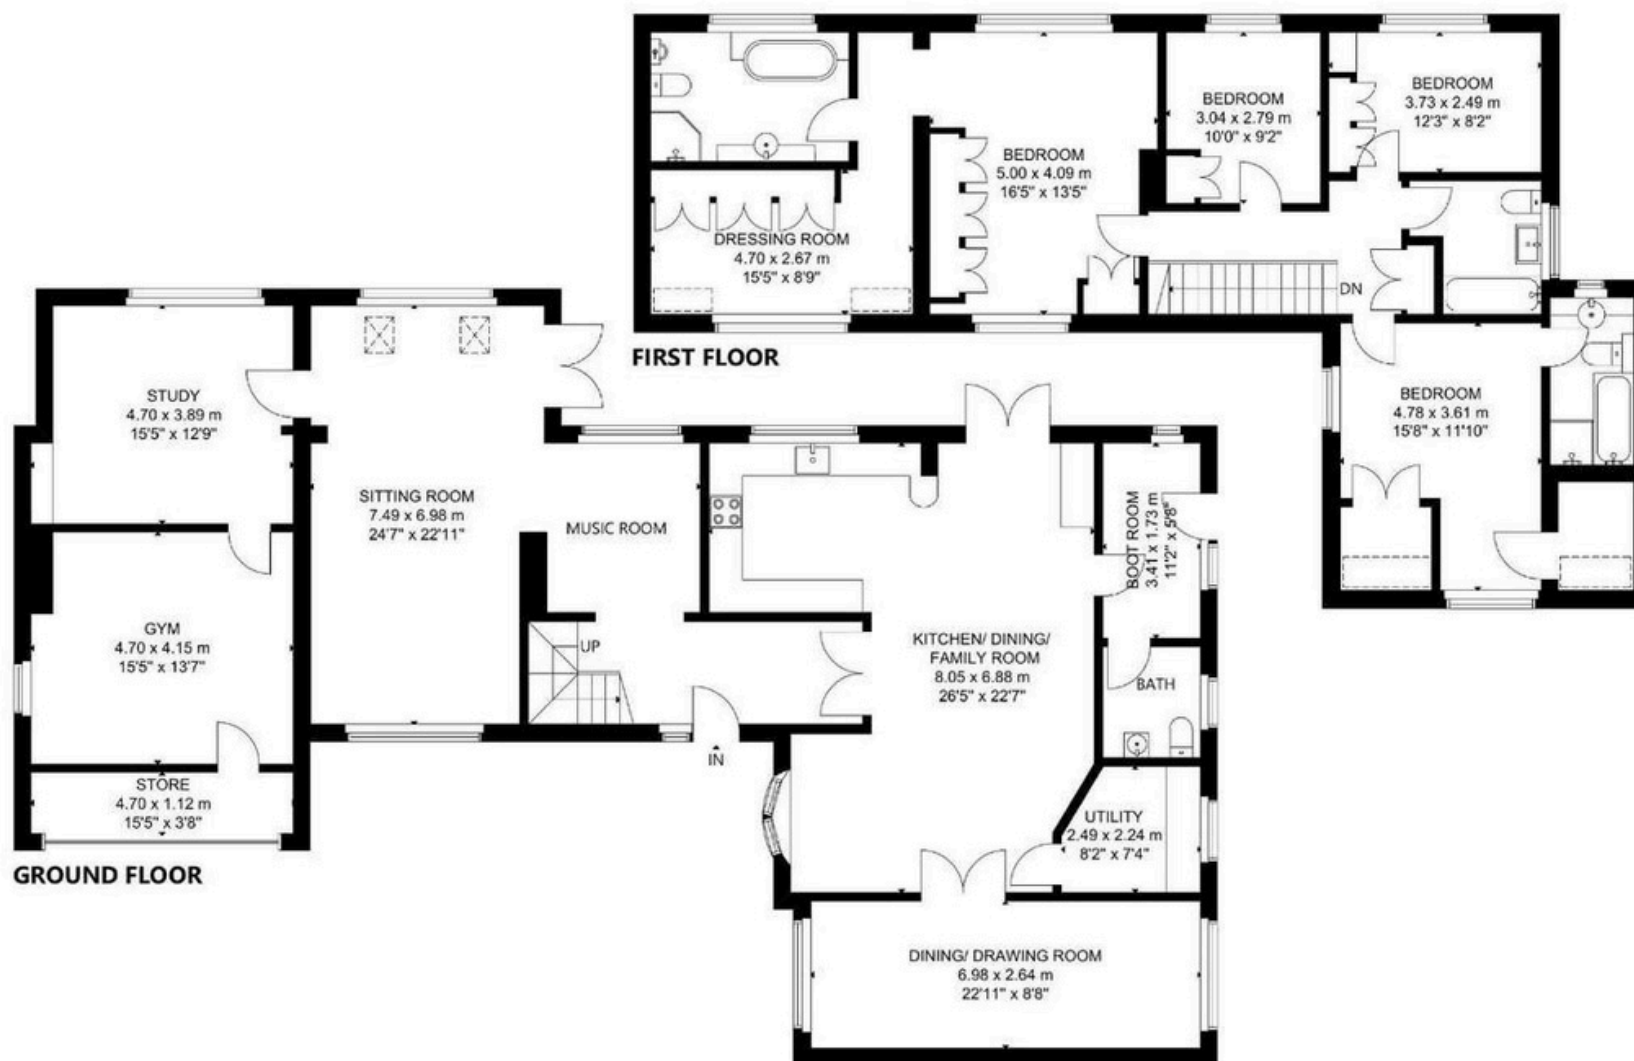 BEDROOM
3.73 x 2.49 m
12'3" x 8'2"
BEDROOM
3.04 x 2.79 m
10'0" x 9'2"
BEDROOM
5.00 x 4.09 m
16'5" x 13'5"
DRESSING ROOM
4.70 x 2.67 m
15'5" x 8'9"
DN
FIRST FLOOR
BEDROOM
4.78 x 3.61 m
15'8" x 11'10"
STUDY
4.70 x 3.89 m
15'5" x 12'9"
SITTING ROOM
7.49 x 6.98 m
24'7" x 22'11"
MUSIC ROOM
BOOT ROOM
3.41 x 1.73 m
11'2" x 5'8"
GYM
4.70 x 4.15 m
15'5" x 13'7"
UP
KITCHEN/ DINING/
FAMILY ROOM
8.05 x 6.88 m
26'5" x 22'7"
BATH
IN
STORE
4.70 x 1.12 m
15'5" x 3'8"
UTILITY
2.49 x 2.24 m
8'2" x 7'4"
GROUND FLOOR
DINING/ DRAWING ROOM
6.98 x 2.64 m
22'11" x 8'8"